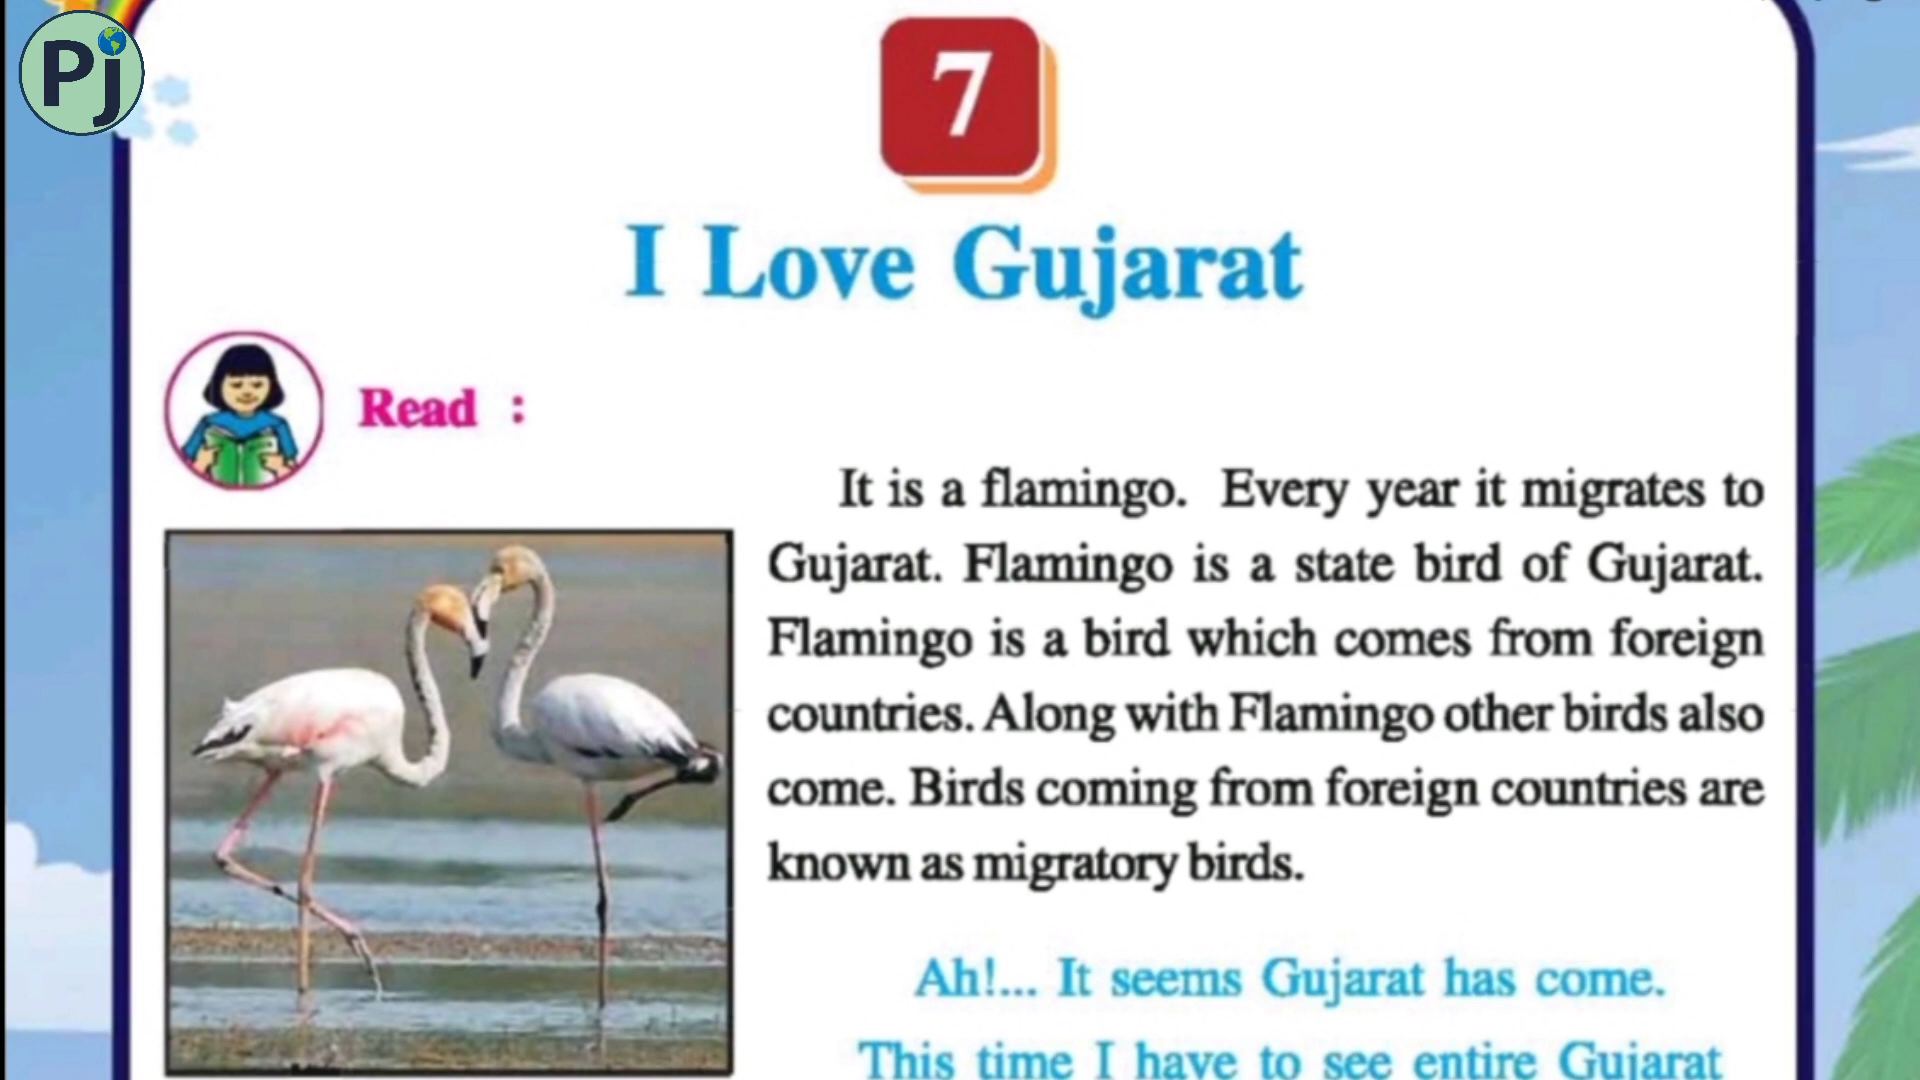 Pj
7
I Love Gujarat
Read :
It is a flamingo. Every year it migrates to
Gujarat. Flamingo is a state bird of Gujarat.
Flamingo is a bird which comes from foreign
countries. Along with Flamingo other birds also
come. Birds coming from foreign countries are
known as migratory birds.
Ah!... It seems Gujarat has come.
This time I have to see entire Gujarat